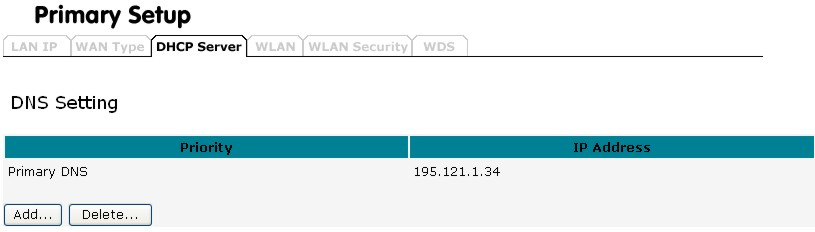 Primary Setup
LAN IP WAN Type DHCP Server WLAN WLAN Security WDS
DNS Setting
Priority IP Address
Primary DNS 195.121.1.34
Add... Delete...